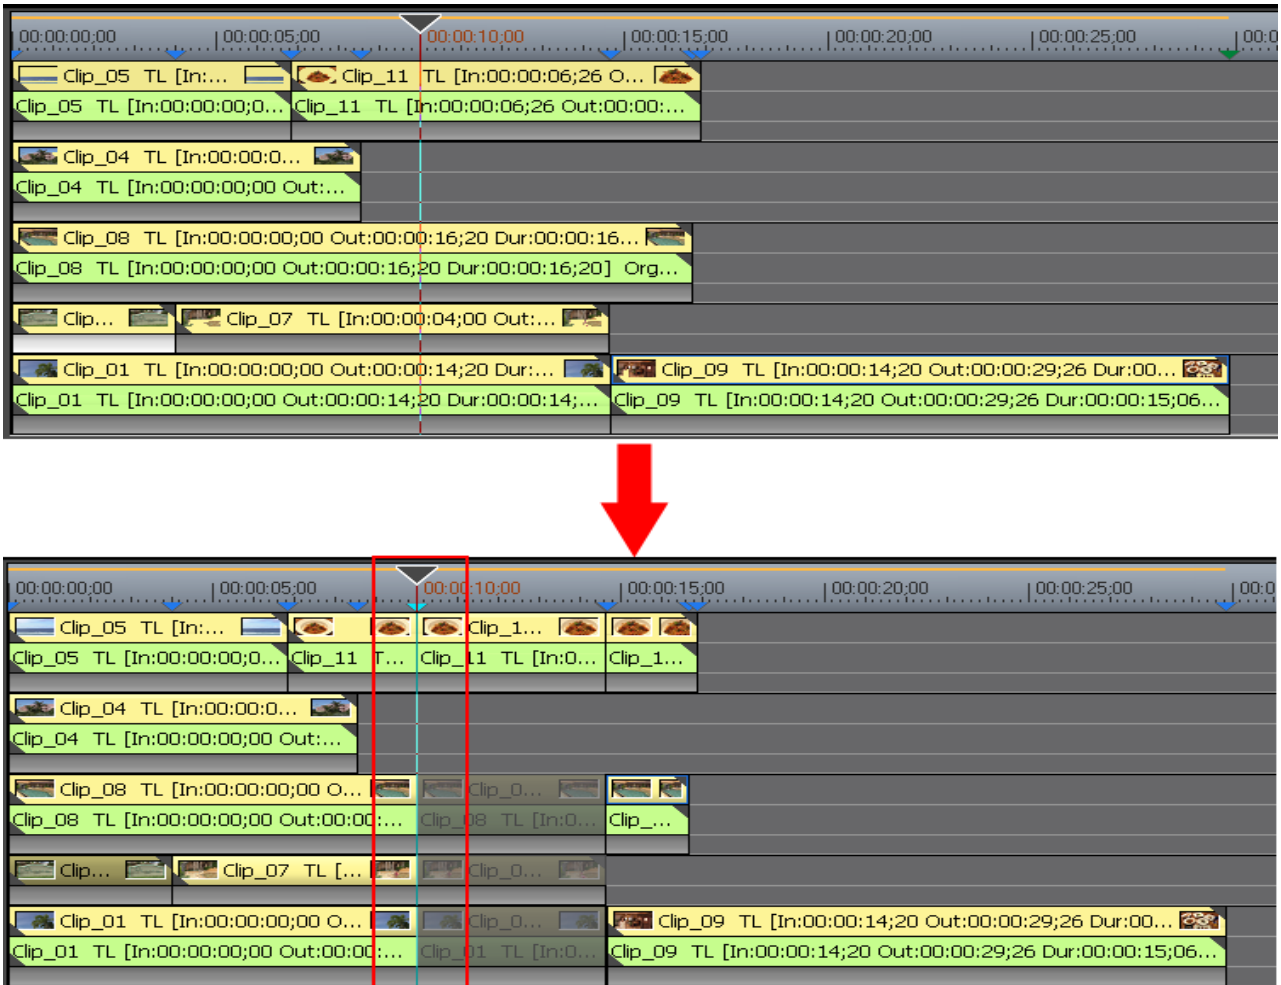 00:00:00;00 00:00:05;00 00:00:10;00 00:00:15;00 00:00:20;00 00:00:25;00 00:0
Clip_05 TL [In:... Clip_11 TL [In:00:00:06;26 O...
Clip_05 TL [In:00:00:00;0... Clip_11 TL [In:00:00:06;26 Out:00:00:...
Clip_04 TL [In:00:00:0...
Clip_04 TL [In:00:00:00;00 Out:...
Clip_08 TL [In:00:00:00;00 Out:00:00:16;20 Dur:00:00:16...
Clip_08 TL [In:00:00:00;00 Out:00:00:16;20 Dur:00:00:16;20] Org...
Clip... Clip_07 TL [In:00:00:04;00 Out:...
Clip_01 TL [In:00:00:00;00 Out:00:00:14;20 Dur:... Clip_09 TL [In:00:00:14;20 Out:00:00:29;26 Dur:00...
Clip_01 TL [In:00:00:00;00 Out:00:00:14;20 Dur:00:00:14;... Clip_09 TL [In:00:00:14;20 Out:00:00:29;26 Dur:00:00:15;06...
00:00:00;00 00:00:05;00 00:00:10;00 00:00:15;00 00:00:20;00 00:00:25;00 00:0
Clip_05 TL [In:... Clip_1...
Clip_05 TL [In:00:00:00;0... Clip_11 T... Clip_11 TL [In:0... Clip_1...
Clip_04 TL [In:00:00:0...
Clip_04 TL [In:00:00:00;00 Out:...
Clip_08 TL [In:00:00:00;00 O... Clip_0...
Clip_08 TL [In:00:00:00;00 Out:00:00:... Clip_08 TL [In:0... Clip_...
Clip... Clip_07 TL [... Clip_0...
Clip_01 TL [In:00:00:00;00 O... Clip_0... Clip_09 TL [In:00:00:14;20 Out:00:00:29;26 Dur:00...
Clip_01 TL [In:00:00:00;00 Out:00:00:... Clip_01 TL [In:0... Clip_09 TL [In:00:00:14;20 Out:00:00:29;26 Dur:00:00:15;06...